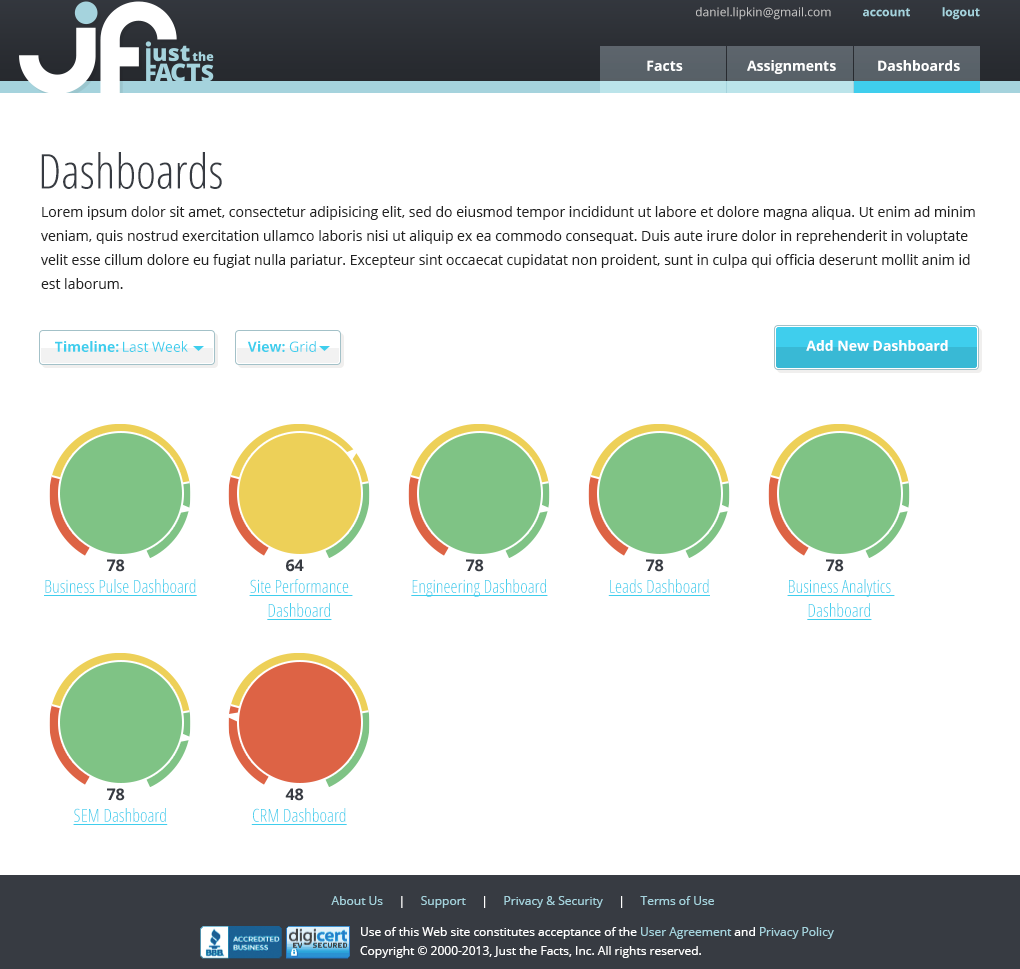 daniel.lipkin@gmail.com account logout
jf just the FACTS
Facts Assignments Dashboards
Dashboards
Lorem ipsum dolor sit amet, consectetur adipisicing elit, sed do eiusmod tempor incididunt ut labore et dolore magna aliqua. Ut enim ad minim
veniam, quis nostrud exercitation ullamco laboris nisi ut aliquip ex ea commodo consequat. Duis aute irure dolor in reprehenderit in voluptate
velit esse cillum dolore eu fugiat nulla pariatur. Excepteur sint occaecat cupidatat non proident, sunt in culpa qui officia deserunt mollit anim id
est laborum.
Timeline: Last Week View: Grid Add New Dashboard
78
Business Pulse Dashboard
64
Site Performance
Dashboard
78
Engineering Dashboard
78
Leads Dashboard
78
Business Analytics
Dashboard
78
SEM Dashboard
48
CRM Dashboard
About Us | Support | Privacy & Security | Terms of Use
BBB ACCREDITED
BUSINESS
digicert
EV SECURED
Use of this Web site constitutes acceptance of the User Agreement and Privacy Policy
Copyright © 2000-2013, Just the Facts, Inc. All rights reserved.